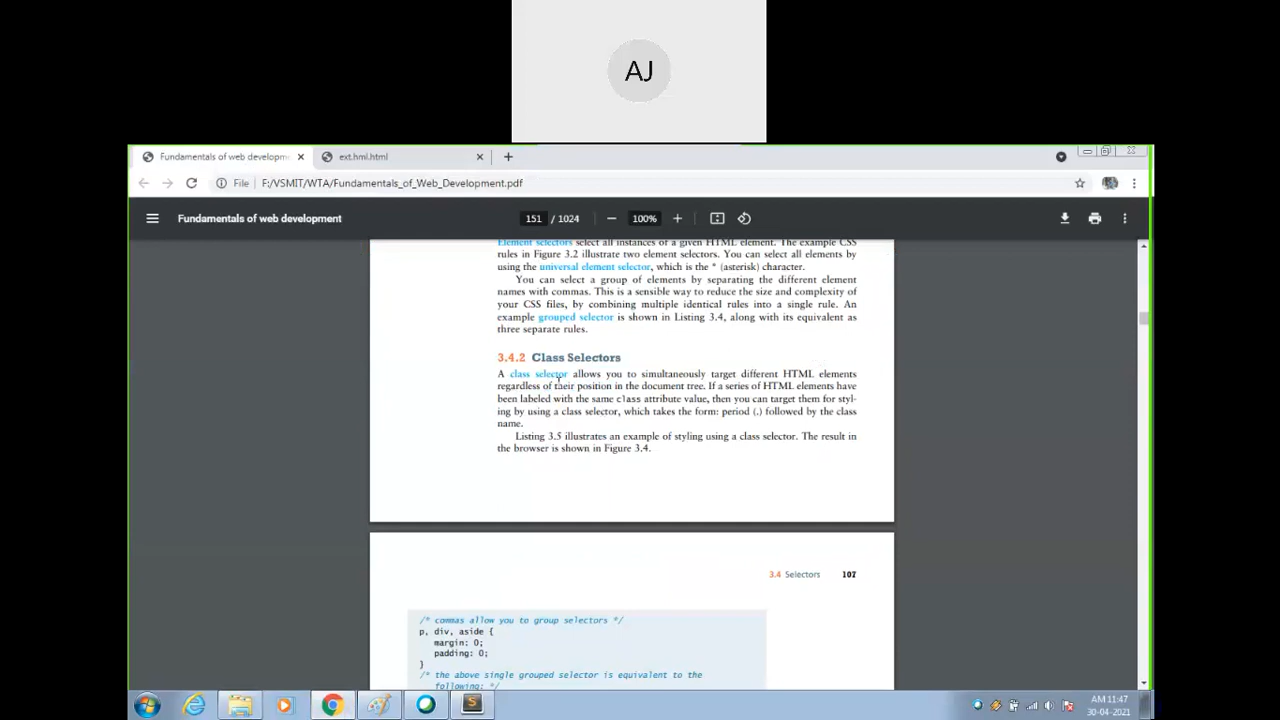 AJ
Fundamentals of web developm
ext.hml.html
File F:/VSMIT/WTA/Fundamentals_of_Web_Development.pdf
Fundamentals of web development
151 / 1024
100%
Element selectors select all instances of a given HTML element. The example CSS
rules in Figure 3.2 illustrate two element selectors. You can select all elements by
using the universal element selector, which is the * (asterisk) character.
You can select a group of elements by separating the different element
names with commas. This is a sensible way to reduce the size and complexity of
your CSS files, by combining multiple identical rules into a single rule. An
example grouped selector is shown in Listing 3.4, along with its equivalent as
three separate rules.
3.4.2 Class Selectors
A class selector allows you to simultaneously target different HTML elements
regardless of their position in the document tree. If a series of HTML elements have
been labeled with the same class attribute value, then you can target them for styl-
ing by using a class selector, which takes the form: period (.) followed by the class
name.
Listing 3.5 illustrates an example of styling using a class selector. The result in
the browser is shown in Figure 3.4.
3.4 Selectors 107
/* commas allow you to group selectors */
p, div, aside {
margin: 0;
padding: 0;
}
/* the above single grouped selector is equivalent to the
following: */
AM 11:47
30-04-2021